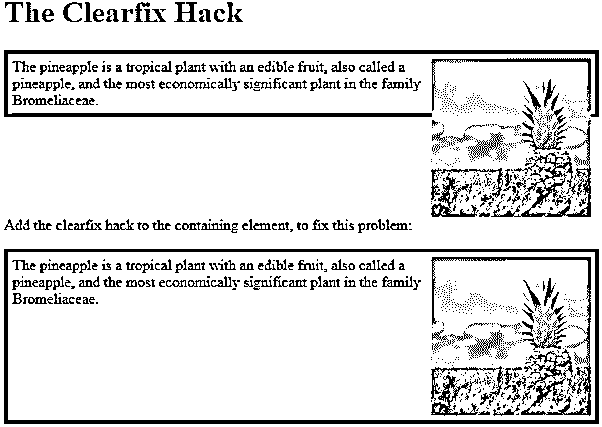 The Clearfix Hack
The pineapple is a tropical plant with an edible fruit, also called a
pineapple, and the most economically significant plant in the family
Bromeliaceae.
Add the clearfix hack to the containing element, to fix this problem:
The pineapple is a tropical plant with an edible fruit, also called a
pineapple, and the most economically significant plant in the family
Bromeliaceae.